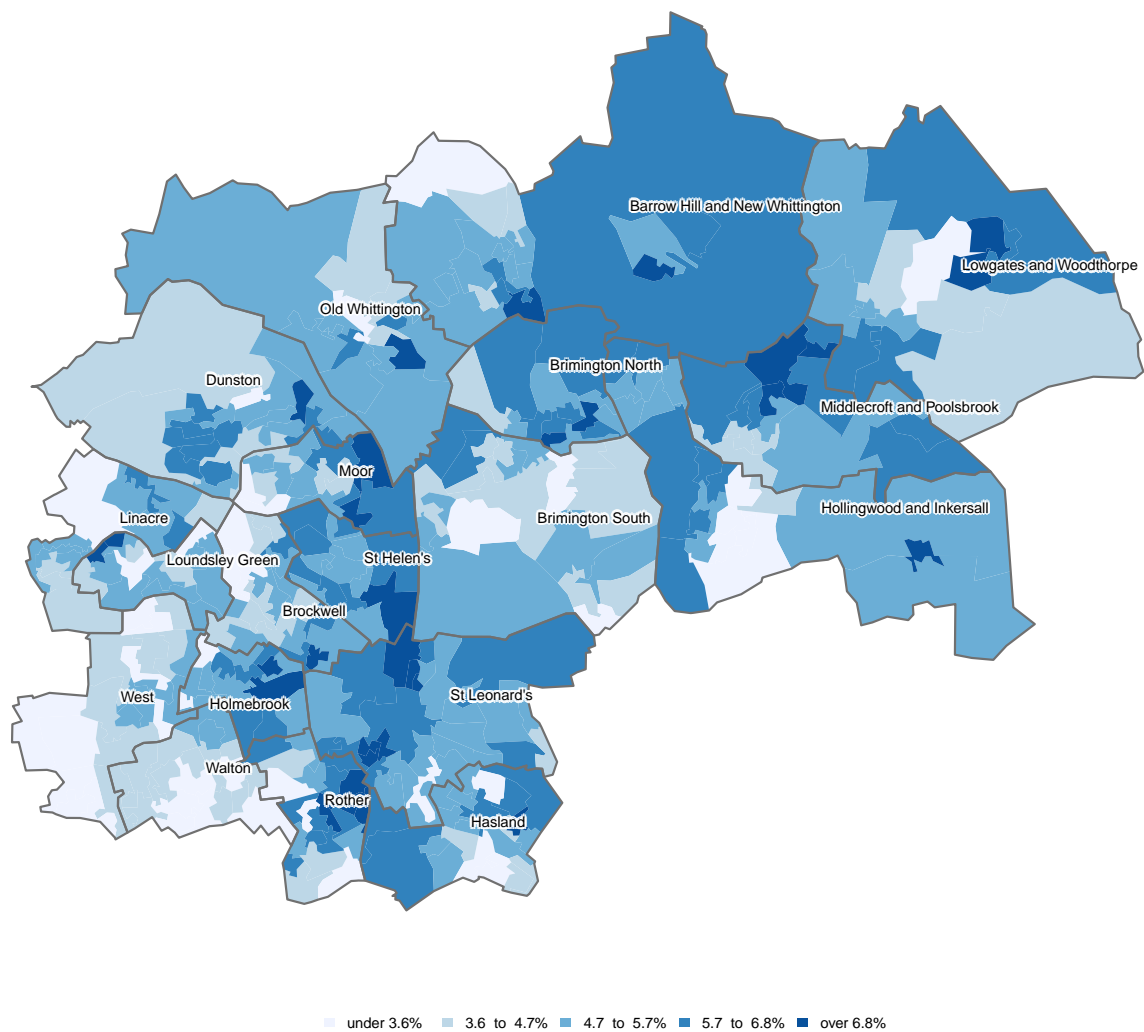 Barrow Hill and New Whittington
Lowgates and Woodthorpe
Old Whittington
Brimington North
Dunston
Middlecroft and Poolsbrook
Moor
Hollingwood and Inkersall
Linacre
Brimington South
Loundsley Green
St Helen's
Brockwell
West
St Leonard's
Holmebrook
Walton
Rother
Hasland
under 3.6% 3.6 to 4.7% 4.7 to 5.7% 5.7 to 6.8% over 6.8%